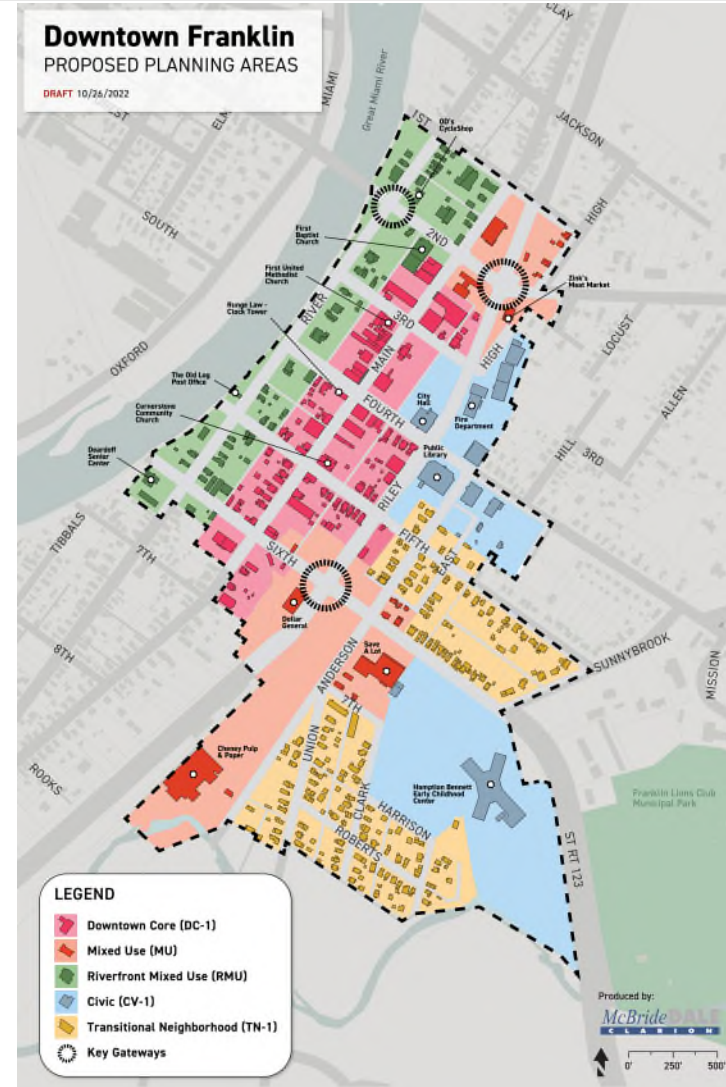 Downtown Franklin
PROPOSED PLANNING AREAS
DRAFT 10/26/2022
CLAY
MIAMI
Great Miami River
1ST
OD's
CycleShop
JACKSON
SOUTH
HIGH
2ND
First
Baptist
Church
First United
Methodist
Church
Zink's
Meat Market
RIVER
3RD
Runge Law -
Clock Tower
LOCUST
OXFORD
MAIN
HIGH
The Old Log
Post Office
FOURTH
City
Hall
Fire
Department
ALLEN
Cornerstone
Community
Church
HILL
3RD
Public
Library
Deardoff
Senior
Center
RILEY
TIBBALS
7TH
SIXTH
FIFTH
EAST
Dollar
General
8TH
ANDERSON
Save
A Lot
SUNNYBROOK
MISSION
7TH
UNION
Cheney Pulp
& Paper
ROOKS
CLARK
Hampton Bennett
Early Childhood
Center
HARRISON
Franklin Lions Club
Municipal Park
ROBERTS
ST RT 123
LEGEND
Downtown Core (DC-1)
Mixed Use (MU)
Riverfront Mixed Use (RMU)
Civic (CV-1)
Transitional Neighborhood (TN-1)
Key Gateways
Produced by:
McBride DALE
CLARION
N
0' 250' 500'